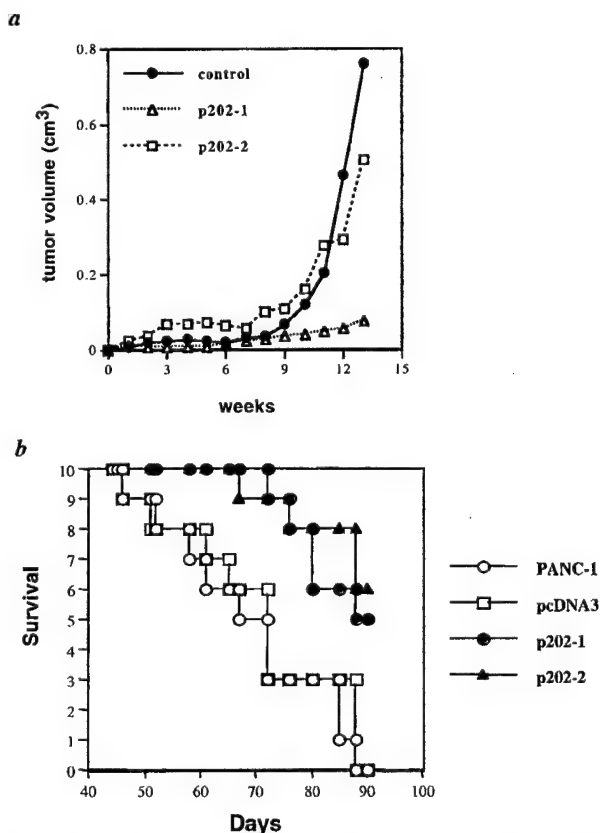 a
0.8
0.6
0.4
0.2
0
tumor volume (cm3)
control
p202-1
p202-2
0 3 6 9 12 15
weeks
b
10
9
8
7
6
5
4
3
2
1
0
Survival
40 50 60 70 80 90 100
Days
PANC-1
pcDNA3
p202-1
p202-2